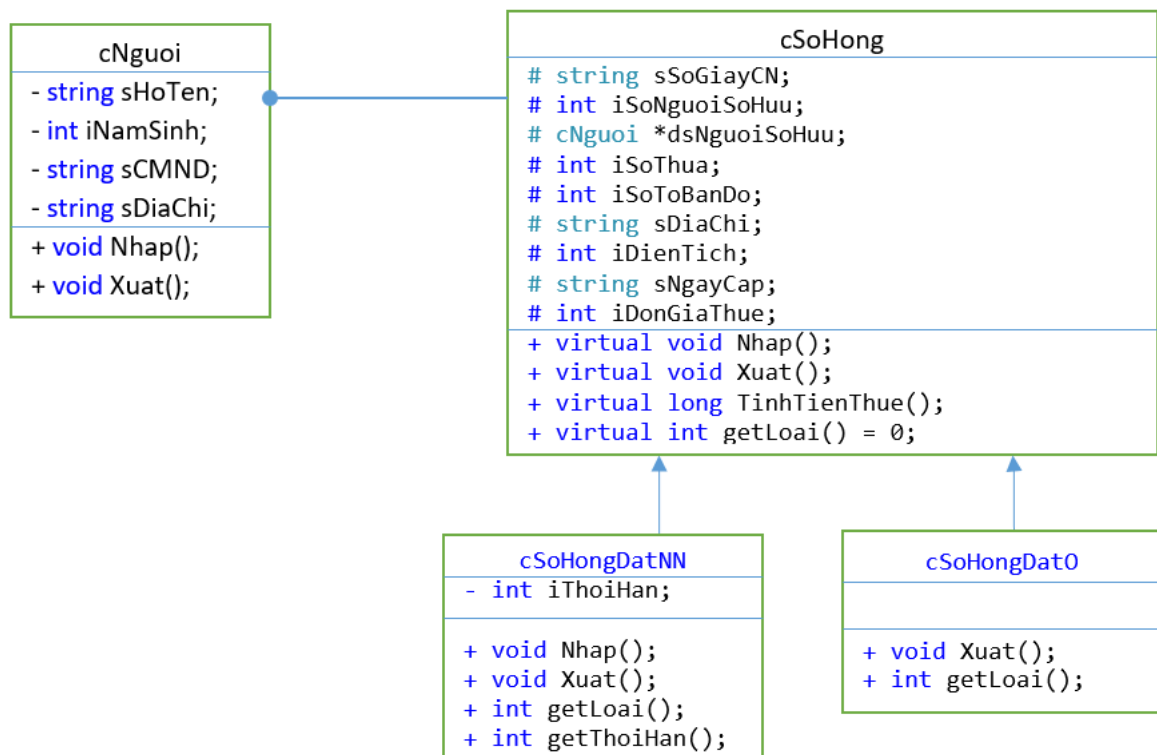 cNguoi
- string sHoTen;
- int iNamSinh;
- string sCMND;
- string sDiaChi;
+ void Nhap();
+ void Xuat();
cSoHong
# string sSoGiayCN;
# int iSoNguoiSoHuu;
# cNguoi *dsNguoiSoHuu;
# int iSoThua;
# int iSoToBanDo;
# string sDiaChi;
# int iDienTich;
# string sNgayCap;
# int iDonGiaThue;
+ virtual void Nhap();
+ virtual void Xuat();
+ virtual long TinhTienThue();
+ virtual int getLoai() = 0;
cSoHongDatNN
- int iThoiHan;
+ void Nhap();
+ void Xuat();
+ int getLoai();
+ int getThoiHan();
cSoHongDatO
+ void Xuat();
+ int getLoai();